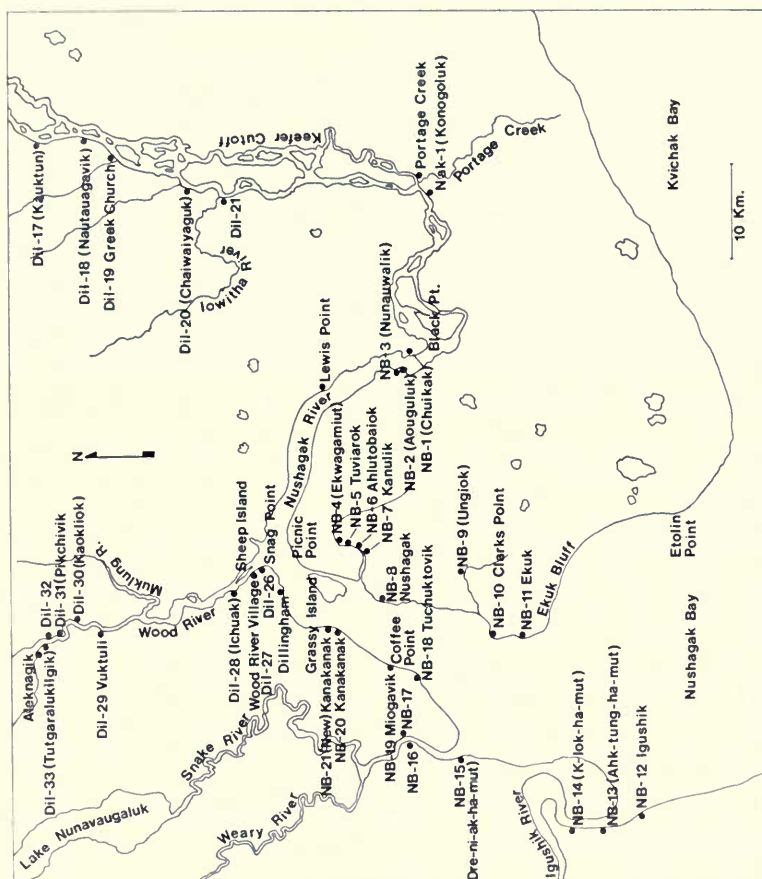 Dil-17 (Kauktun)
Dil-18 (Nautauagavik)
Dil-19 Greek Church
Keefer Cutoff
Dil-20 (Chaiwaiyaguk)
Dil-21
Iowitha River
Portage Creek
Nak-1 (Konogoluk)
Portage Creek
Kvichak Bay
10 Km.
Lewis Point
Nushagak River
NB-3 (Nunauwalik)
Black Pt.
NB-2 (Aouguluk)
NB-1 (Chuikak)
N
NB-4 (Ekwagamiut)
NB-5 Tuviarok
NB-6 Ahlutobaiok
NB-7 Kanulik
Picnic
Point
NB-8
Nushagak
NB-9 (Ungiok)
NB-10 Clarks Point
NB-11 Ekuk
Ekuk Bluff
Etolin
Point
Aleknagik
Dil-32
Dil-31 (Pikchivik
Dil-30 (Kaokliok)
Muklung R.
Dil-33 (Tutgaralukilgik)
Dil-29 Vuktuli
Wood River
Dil-28 (Ichuak)
Sheep Island
Wood River Village
Dil-27
Dil-26
Snag Point
Dillingham
Grassy Island
Snake River
Lake Nunavaugaluk
Weary River
NB-21 (New) Kanakanak
NB-20 Kanakanak
NB-19 Miogavik
Coffee
Point
NB-18 Tuchuktovik
NB-17
NB-16
NB-15
(Dre-ni-ak-ha-mut)
Nushagak Bay
Igushik River
NB-14 (K-lok-ha-mut)
NB-13 (Ahk-tung-ha-mut)
NB-12 Igushik